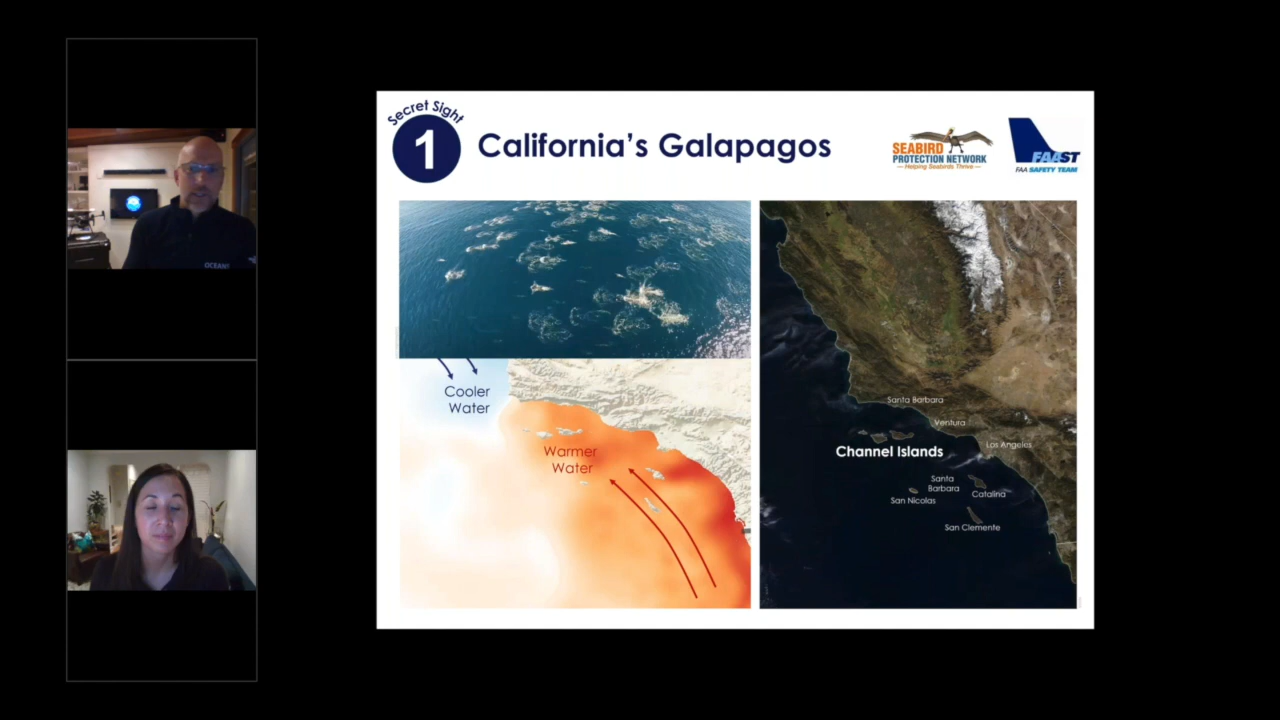 Secret Sight
1
California's Galapagos
SEABIRD
PROTECTION NETWORK
Helping Seabirds Thrive
FAAST
FAA SAFETY TEAM
Cooler
Water
Warmer
Water
Santa Barbara
Ventura
Channel Islands
Los Angeles
Santa
Barbara
Catalina
San Nicolas
San Clemente